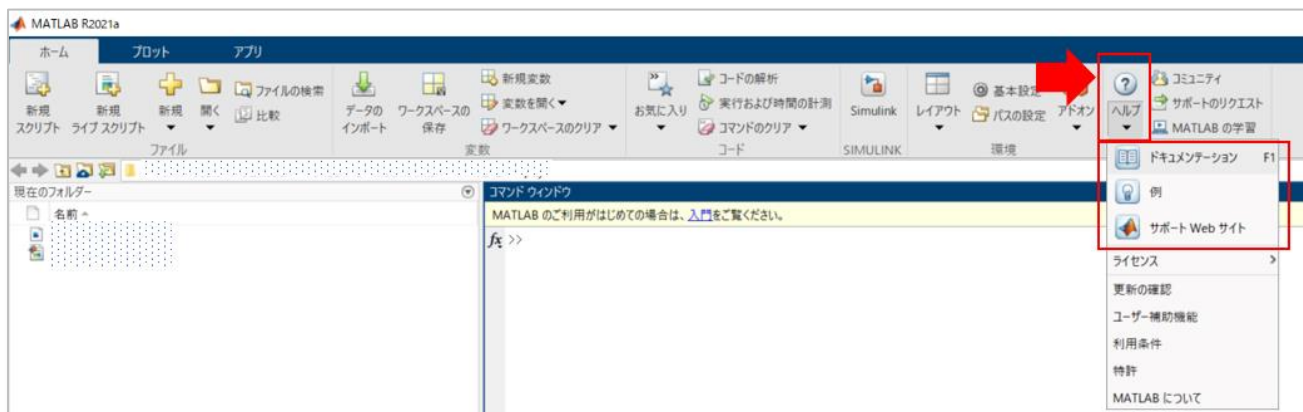 MATLAB R2021a
ホーム プロット アプリ
新規 スクリプト
新規 ライブ スクリプト
新規
開く
ファイルの検索
比較
ファイル
データの インポート
ワークスペースの 保存
新規変数
変数を開く
ワークスペースのクリア
変数
お気に入り
コードの解析
実行および時間の計測
コマンドのクリア
コード
Simulink
SIMULINK
レイアウト
基本設定
パスの設定
アドオン
環境
ヘルプ
コミュニティ
サポートのリクエスト
MATLAB の学習
ドキュメンテーション F1
例
サポート Web サイト
ライセンス
更新の確認
ユーザー補助機能
利用条件
特許
MATLAB について
現在のフォルダー
名前
コマンド ウィンドウ
MATLAB のご利用がはじめての場合は、入門をご覧ください。
fx >>